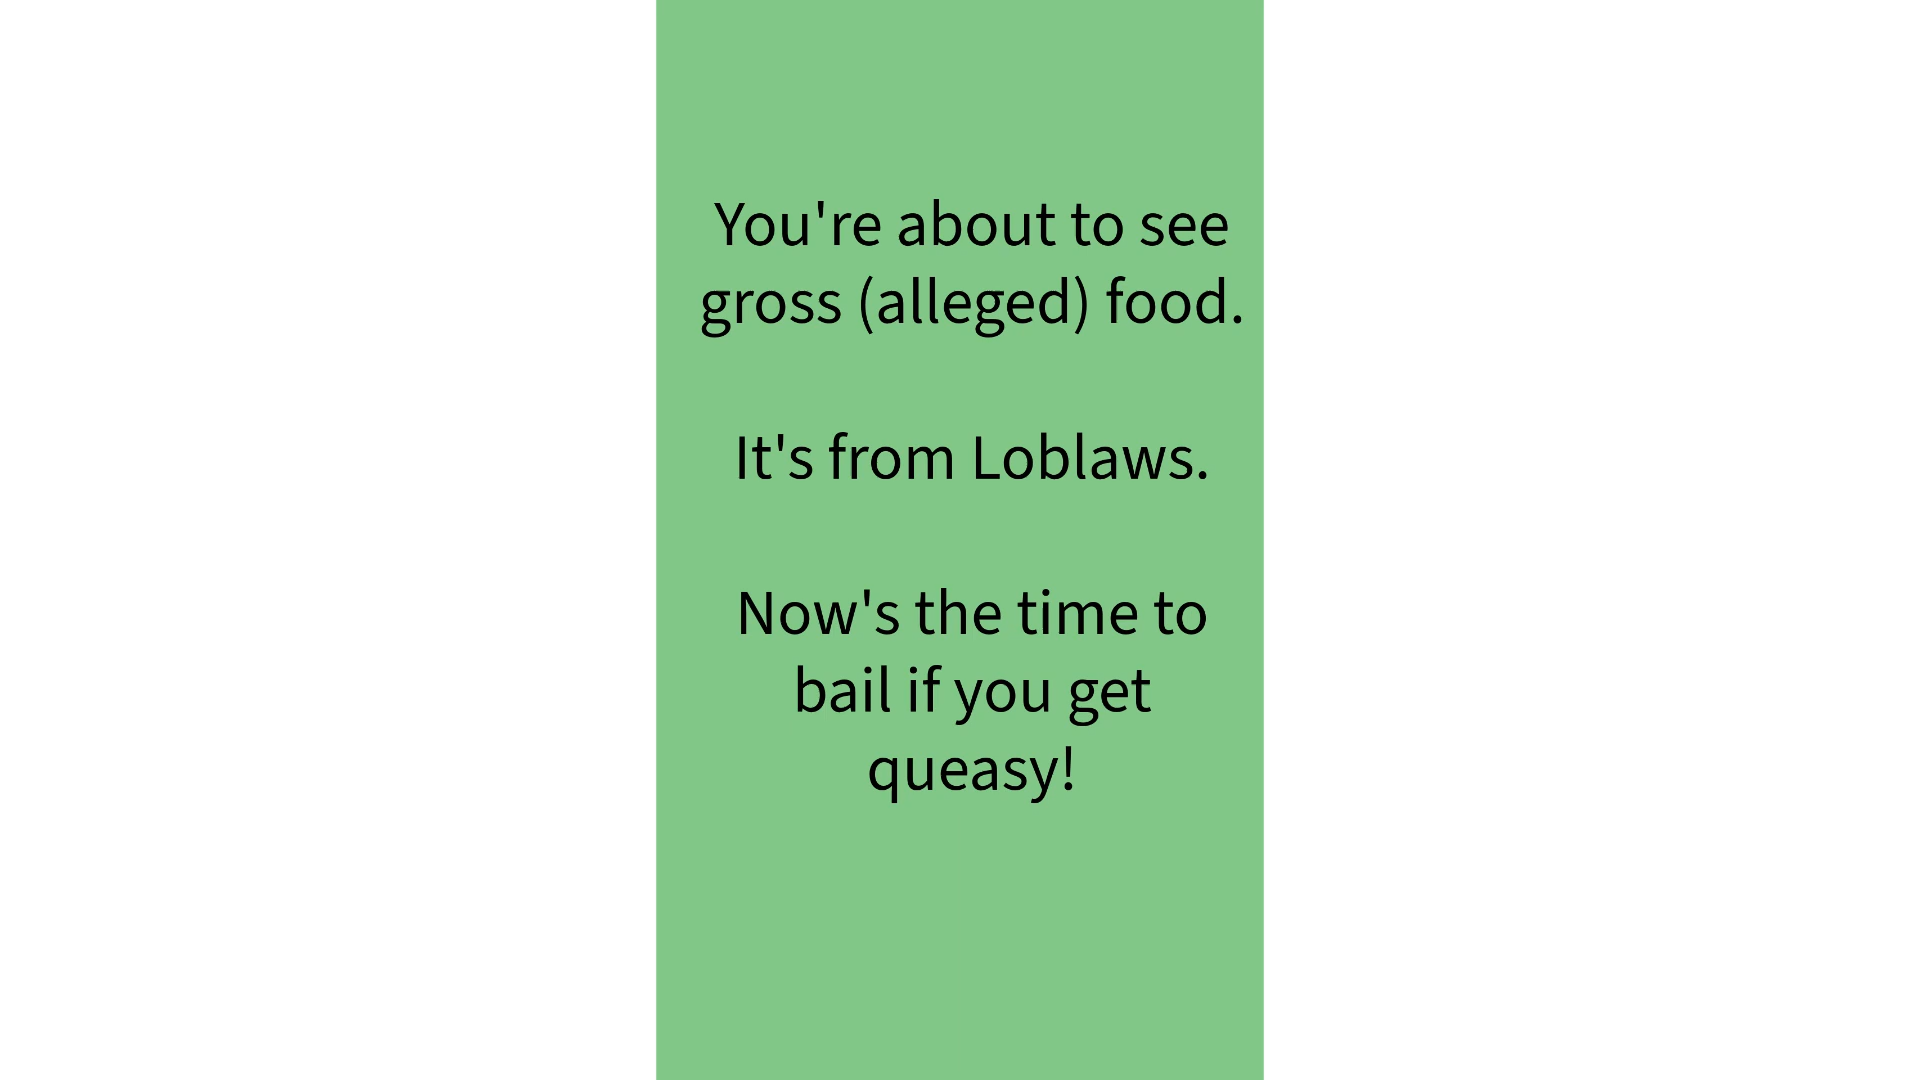 You're about to see
gross (alleged) food.
It's from Loblaws.
Now's the time to
bail if you get
queasy!